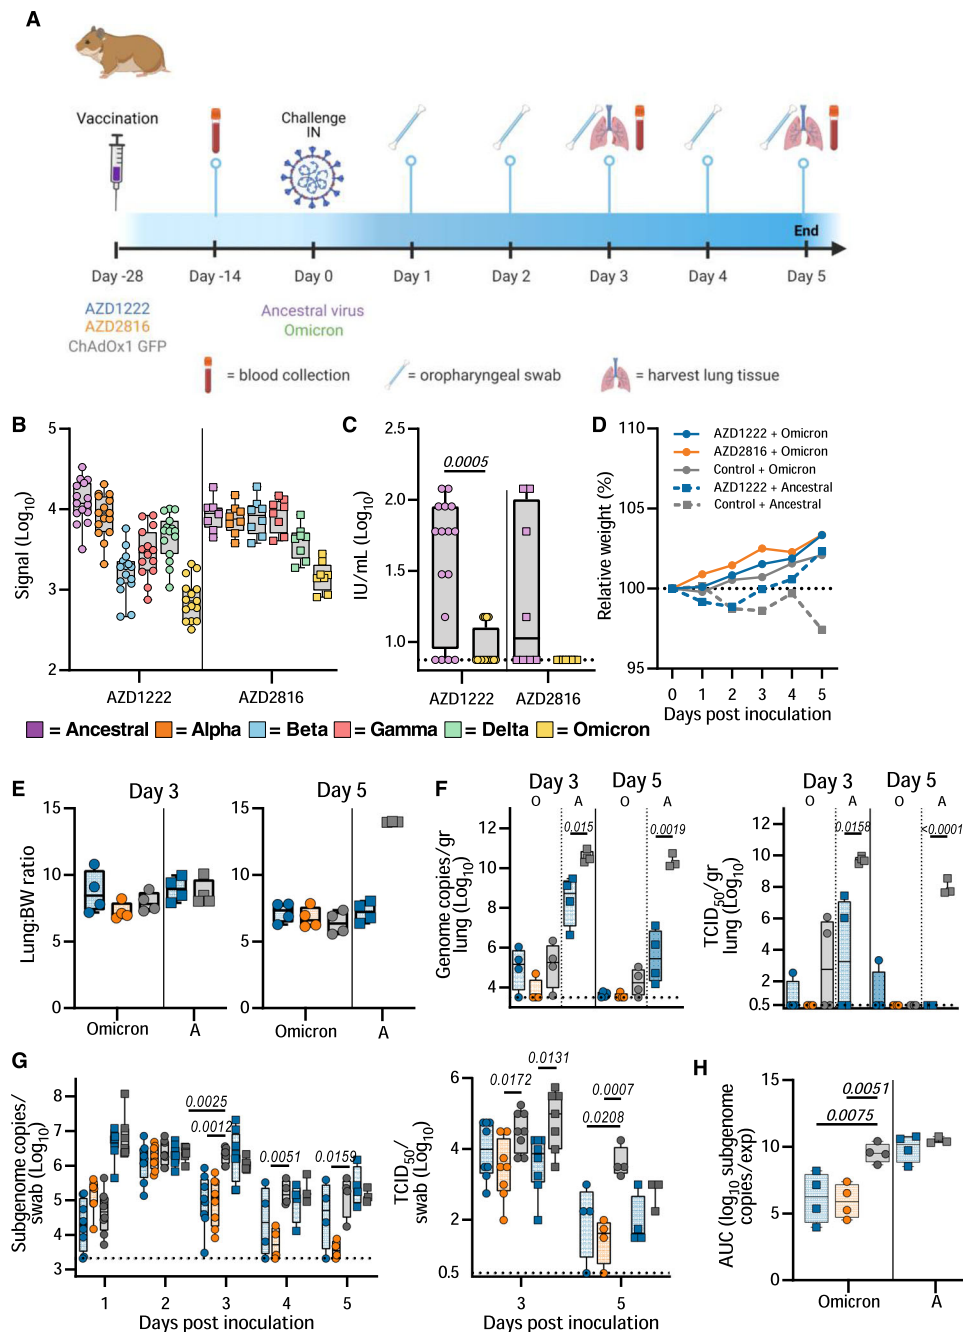 A
Vaccination
Challenge
IN
End
Day -28
Day -14
Day 0
Day 1
Day 2
Day 3
Day 4
Day 5
AZD1222
AZD2816
ChAdOx1 GFP
Ancestral virus
Omicron
= blood collection
= oropharyngeal swab
= harvest lung tissue
B
Signal (Log10)
5
4
3
2
AZD1222
AZD2816
C
IU/mL (Log10)
2.5
2.0
1.5
1.0
0.0005
AZD1222
AZD2816
D
Relative weight (%)
110
105
100
95
AZD1222 + Omicron
AZD2816 + Omicron
Control + Omicron
AZD1222 + Ancestral
Control + Ancestral
0 1 2 3 4 5
Days post inoculation
= Ancestral = Alpha = Beta = Gamma = Delta = Omicron
E
Day 3
Day 5
Lung:BW ratio
15
10
5
0
Omicron A
15
10
5
0
Omicron A
F
Day 3 Day 5
O A O A
Genome copies/gr
lung (Log10)
12
10
8
6
4
0.015
0.0019
Day 3 Day 5
O A O A
TCID50/gr
lung (Log10)
12
10
8
6
4
2
0.5
0.0158
<0.0001
G
Subgenome copies/
swab (Log10)
8
7
6
5
4
3
0.0025
0.0012
0.0051
0.0159
1 2 3 4 5
Days post inoculation
TCID50/
swab (Log10)
6
4
2
0.5
0.0172
0.0131
0.0007
0.0208
3 5
Days post inoculation
H
AUC (log10 subgenome
copies/exp)
15
10
5
0
0.0051
0.0075
Omicron A